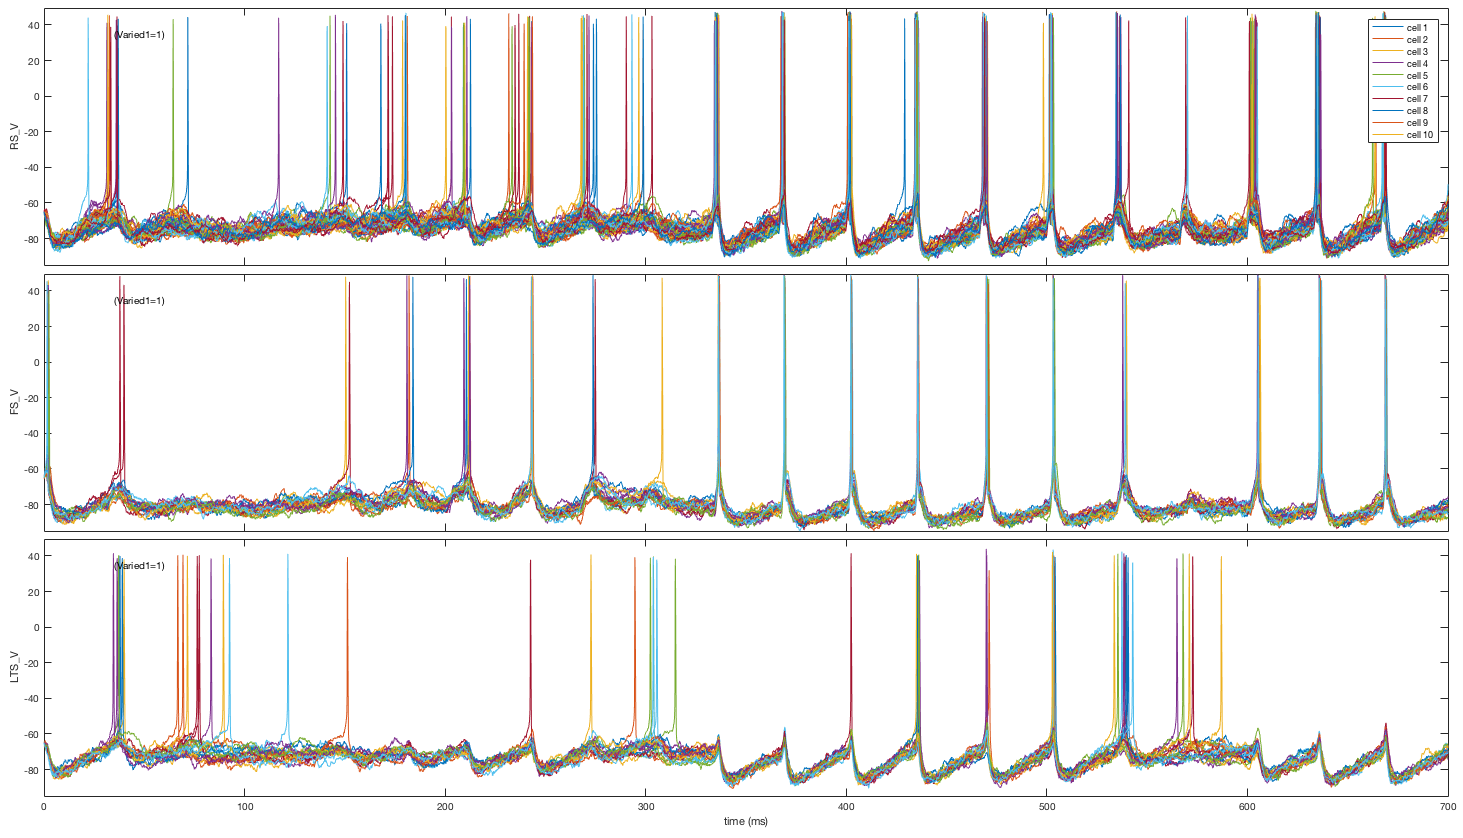 40
20
0
-20
-40
-60
-80
RS_V
(Varied1=1)
cell 1
cell 2
cell 3
cell 4
cell 5
cell 6
cell 7
cell 8
cell 9
cell 10
40
20
0
-20
-40
-60
-80
FS_V
(Varied1=1)
40
20
0
-20
-40
-60
-80
LTS_V
(Varied1=1)
0 100 200 300 400 500 600 700
time (ms)